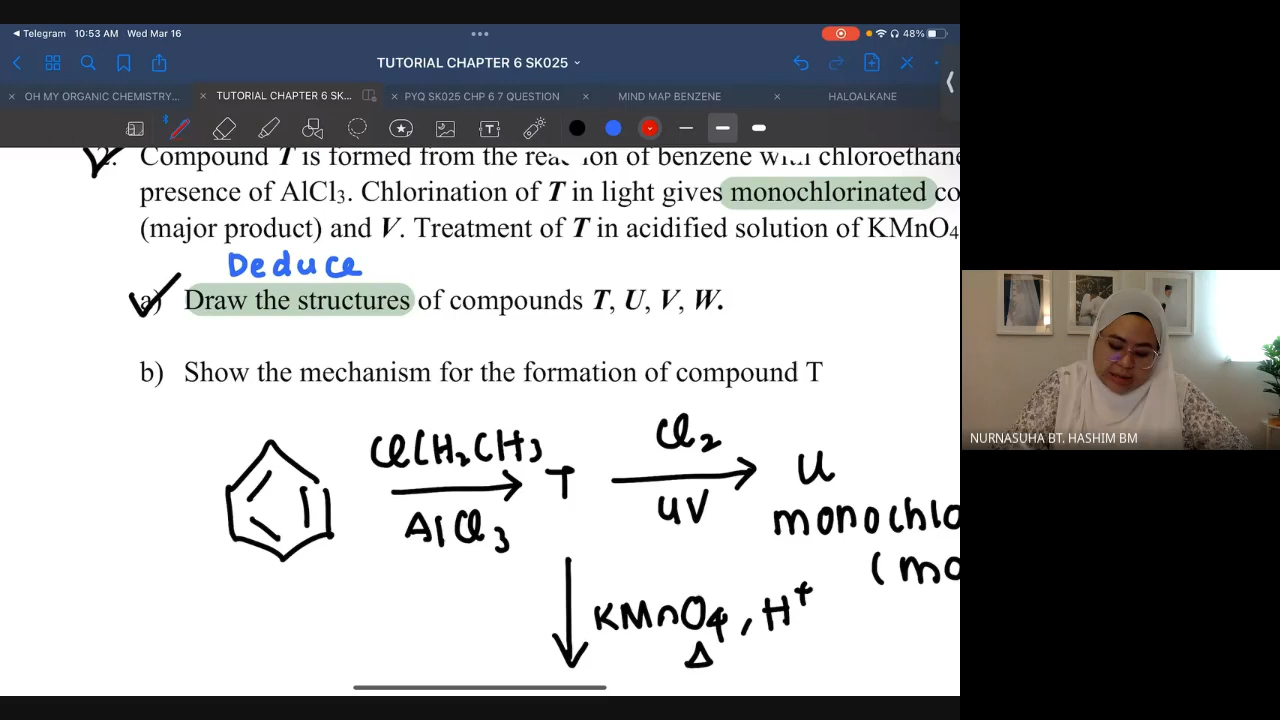 Telegram 10:53 AM Wed Mar 16 48%
TUTORIAL CHAPTER 6 SK025
OH MY ORGANIC CHEMISTRY... TUTORIAL CHAPTER 6 SK... PYQ SK025 CHP 6 7 QUESTION MIND MAP BENZENE HALOALKANE
2. Compound T is formed from the of benzene with chloroethane
presence of AlCl3. Chlorination of T in light gives monochlorinated co
(major product) and V. Treatment of T in acidified solution of KMnO4
Deduce
a) Draw the structures of compounds T, U, V, W.
b) Show the mechanism for the formation of compound T
ClCH2CH3 T Cl2 U
AlCl3 UV monochlo
(mo
KMnO4, H+
Δ
NURNASUHA BT. HASHIM BM